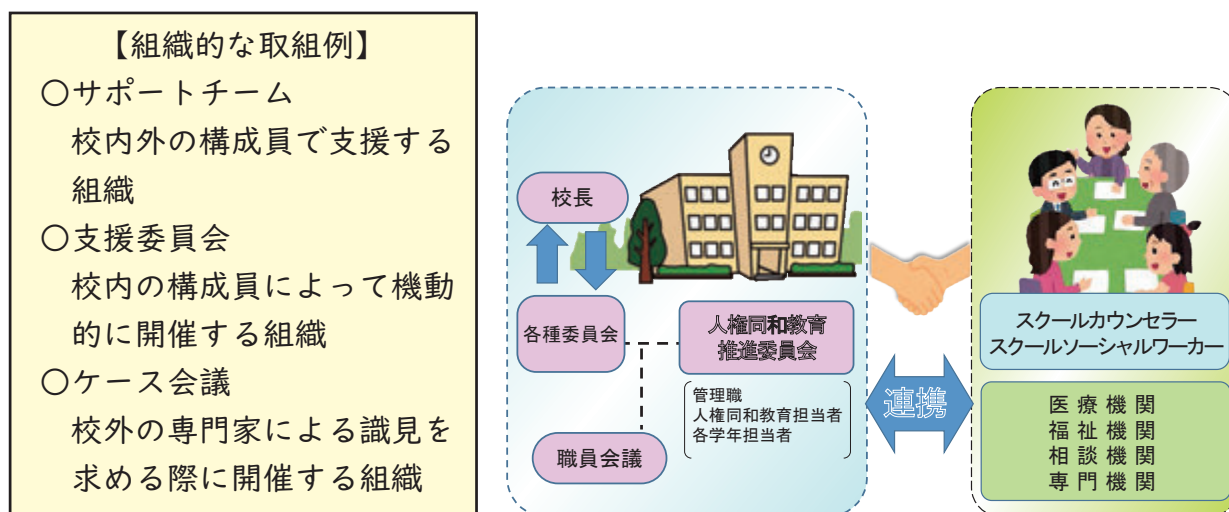 【組織的な取組例】
○サポートチーム
校内外の構成員で支援する
組織
○支援委員会
校内の構成員によって機動
的に開催する組織
○ケース会議
校外の専門家による識見を
求める際に開催する組織
校長
各種委員会
人権同和教育
推進委員会
管理職
人権同和教育担当者
各学年担当者
職員会議
連携
スクールカウンセラー
スクールソーシャルワーカー
医療機関
福祉機関
相談機関
専門機関